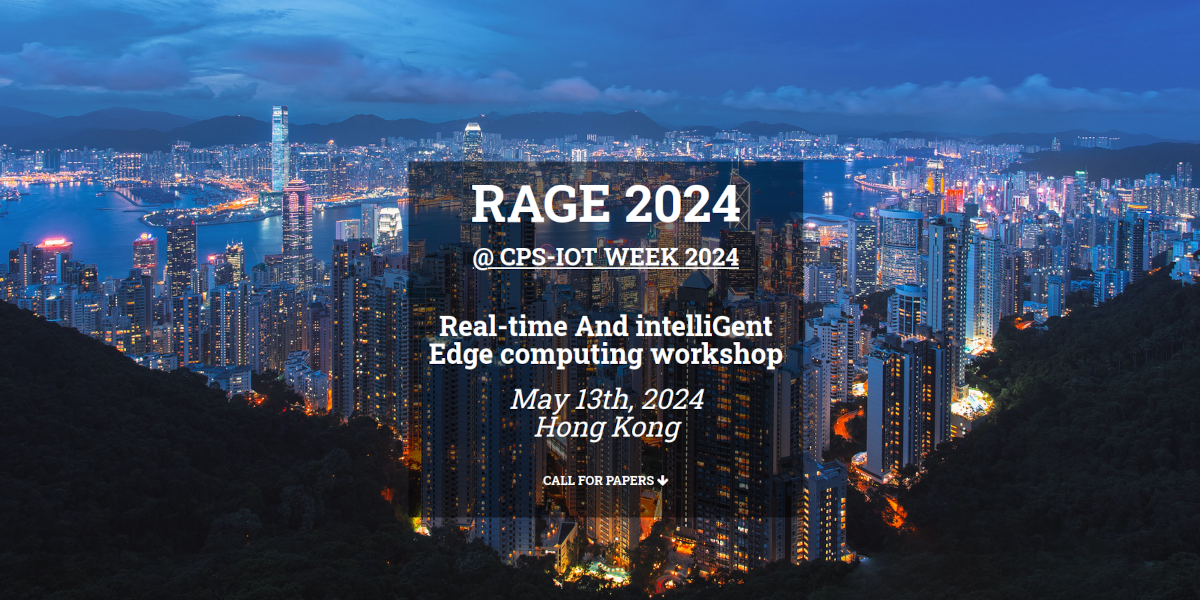 RAGE 2024
@ CPS-IOT WEEK 2024
Real-time And intelliGent
Edge computing workshop
May 13th, 2024
Hong Kong
CALL FOR PAPERS